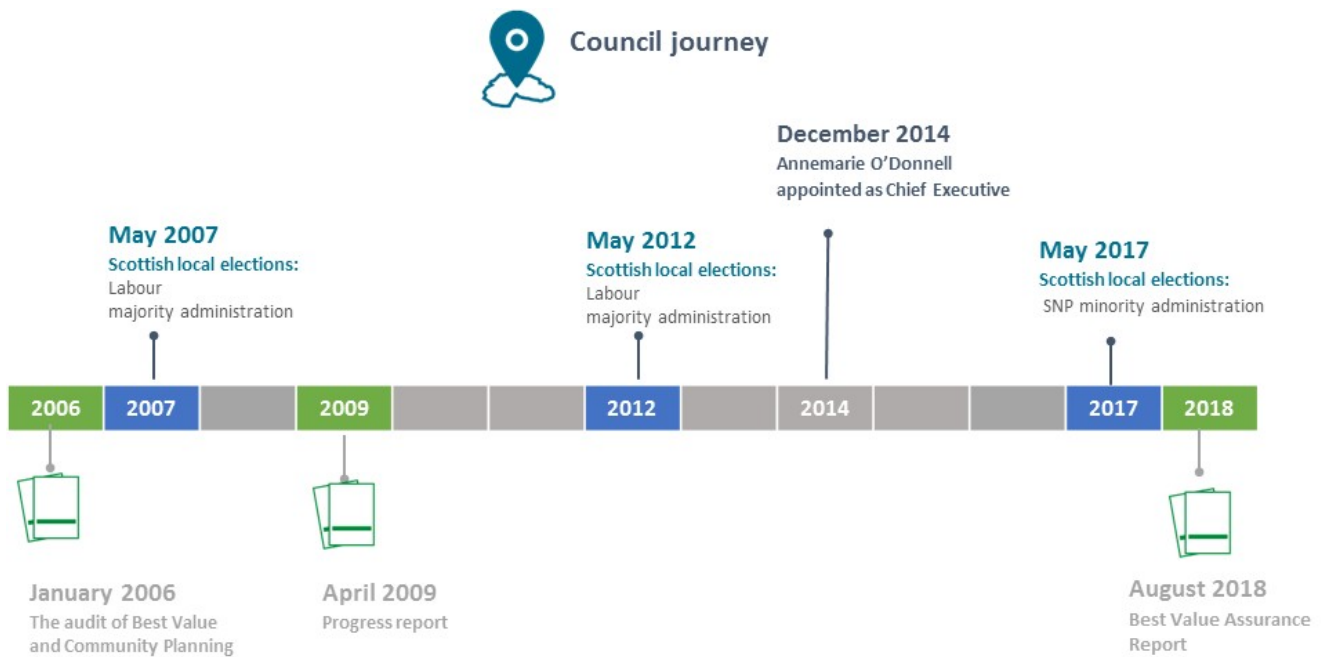 Council journey
December 2014
Annemarie O’Donnell
appointed as Chief Executive
May 2007
Scottish local elections:
Labour
majority administration
May 2012
Scottish local elections:
Labour
majority administration
May 2017
Scottish local elections:
SNP minority administration
2006 2007 2009 2012 2014 2017 2018
January 2006
The audit of Best Value
and Community Planning
April 2009
Progress report
August 2018
Best Value Assurance
Report